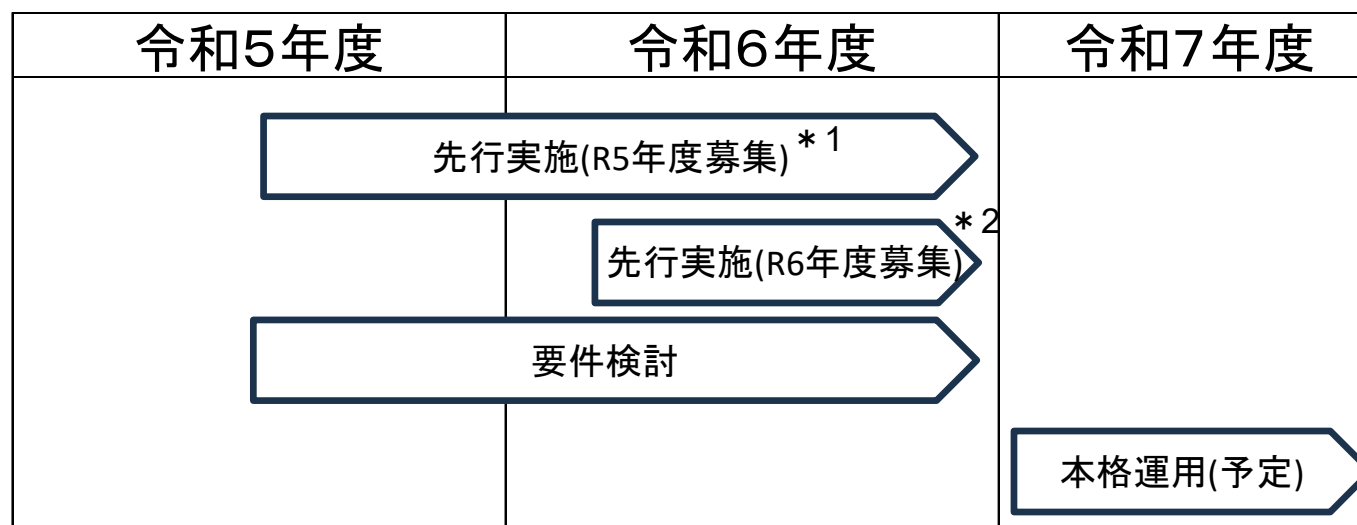 令和5年度 令和6年度 令和7年度
先行実施(R5年度募集)＊1
先行実施(R6年度募集)＊2
要件検討
本格運用(予定)